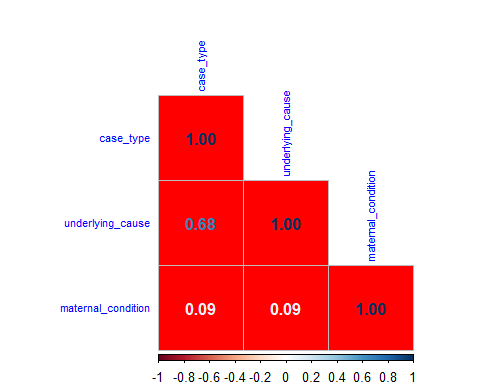 case_type
underlying_cause
maternal_condition
case_type
1.00
underlying_cause
0.68
1.00
maternal_condition
0.09
0.09
1.00
-1 -0.8 -0.6 -0.4 -0.2 0 0.2 0.4 0.6 0.8 1